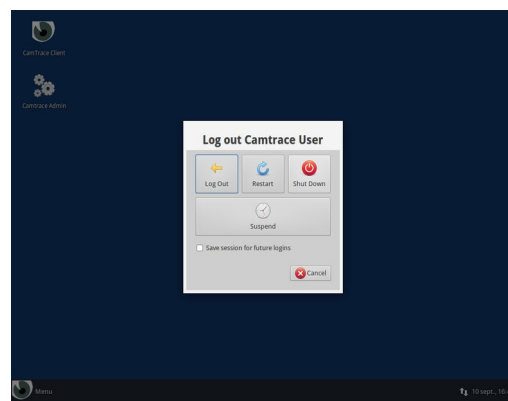 CamTrace Client
Camtrace Admin
Log out Camtrace User
Log Out
Restart
Shut Down
Suspend
Save session for future logins
Cancel
Menu
10 sept., 16: